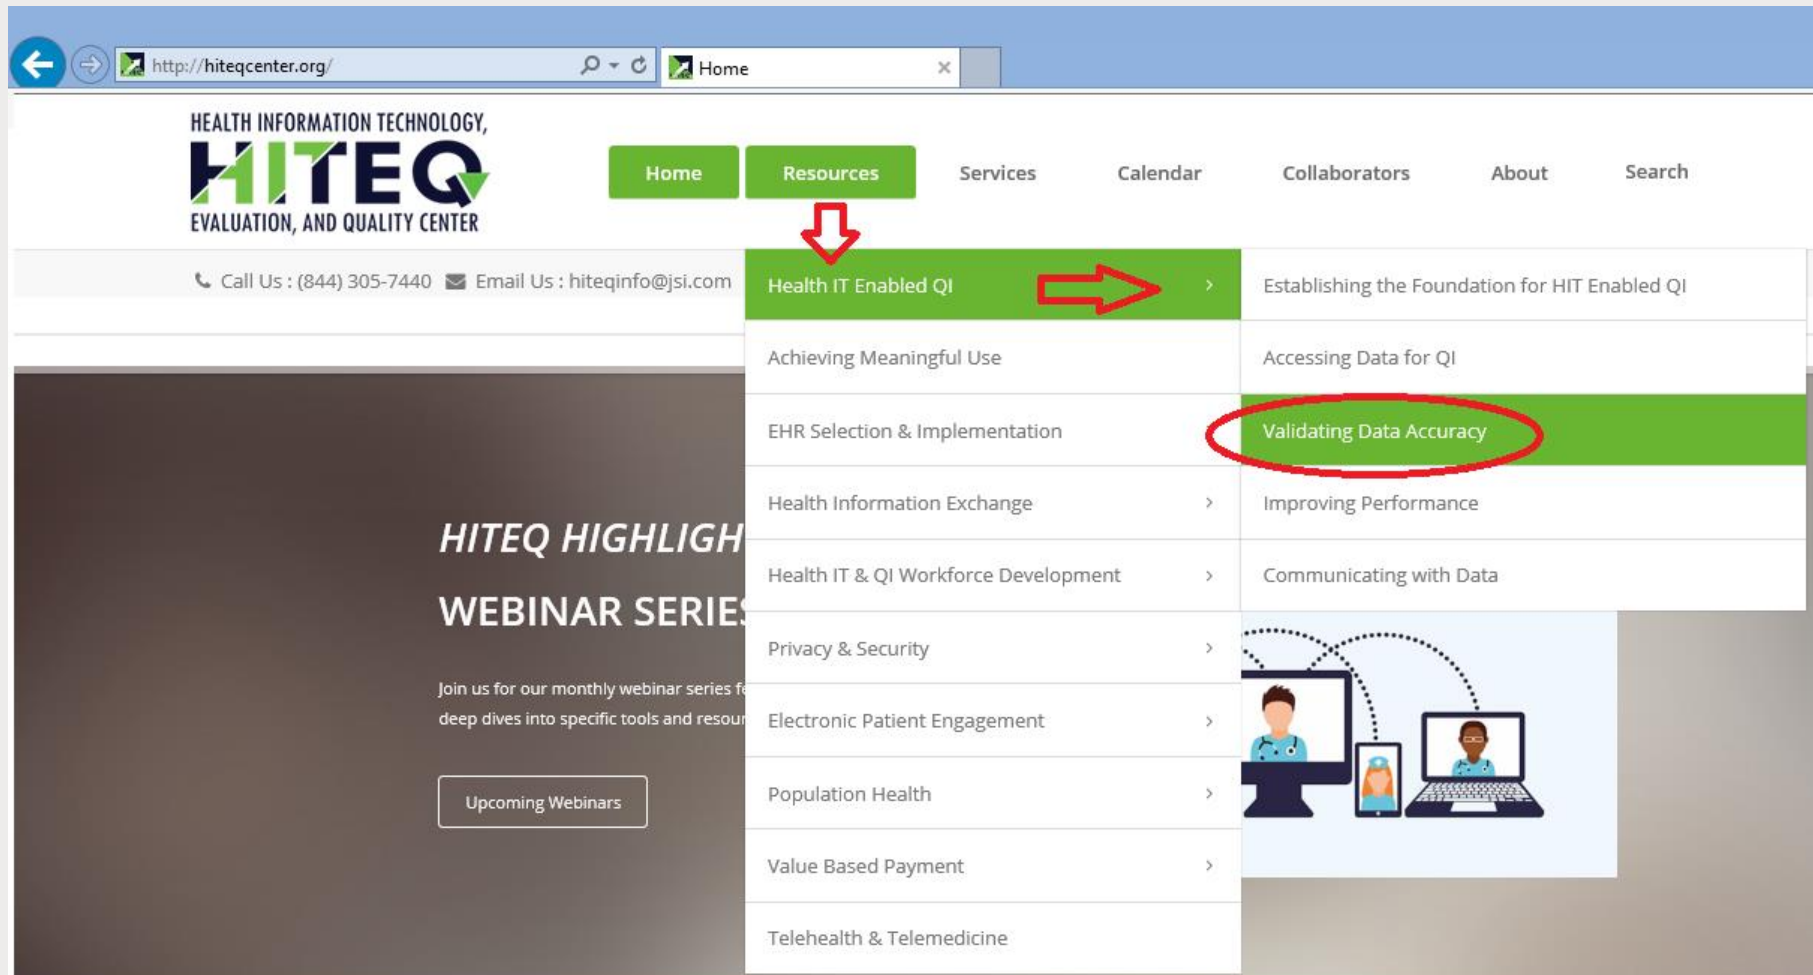 http://hiteqcenter.org/
Home
HEALTH INFORMATION TECHNOLOGY,
HITEQ
EVALUATION, AND QUALITY CENTER
Home Resources Services Calendar Collaborators About Search
Call Us : (844) 305-7440 Email Us : hiteqinfo@jsi.com
Health IT Enabled QI
Achieving Meaningful Use
EHR Selection & Implementation
Health Information Exchange
Health IT & QI Workforce Development
Privacy & Security
Electronic Patient Engagement
Population Health
Value Based Payment
Telehealth & Telemedicine
Establishing the Foundation for HIT Enabled QI
Accessing Data for QI
Validating Data Accuracy
Improving Performance
Communicating with Data
HITEQ HIGHLIGH
WEBINAR SERIES
Join us for our monthly webinar series
deep dives into specific tools and
Upcoming Webinars